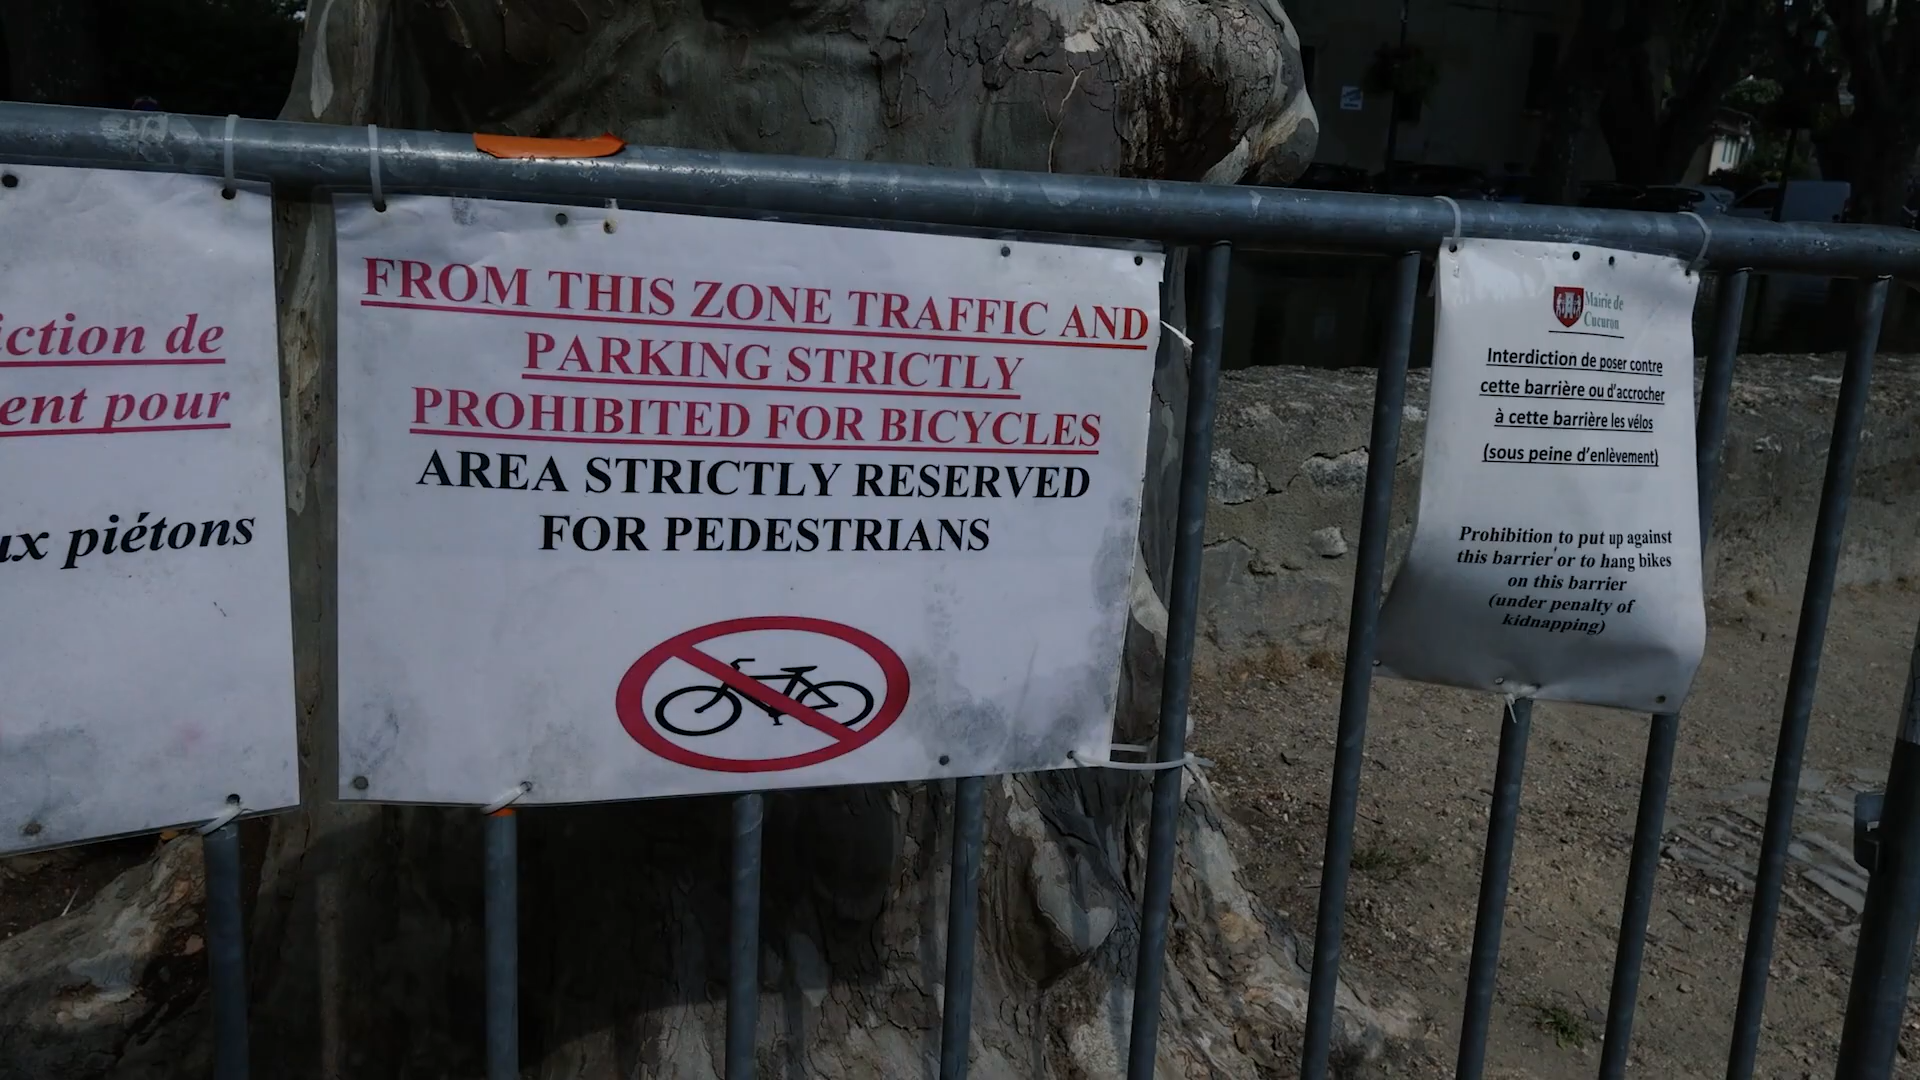 iction de
ent pour
ux piétons
FROM THIS ZONE TRAFFIC AND
PARKING STRICTLY
PROHIBITED FOR BICYCLES
AREA STRICTLY RESERVED
FOR PEDESTRIANS
Mairie de
Cucuron
Interdiction de poser contre
cette barrière ou d'accrocher
à cette barrière les vélos
(sous peine d'enlèvement)
Prohibition to put up against
this barrier or to hang bikes
on this barrier
(under penalty of
kidnapping)